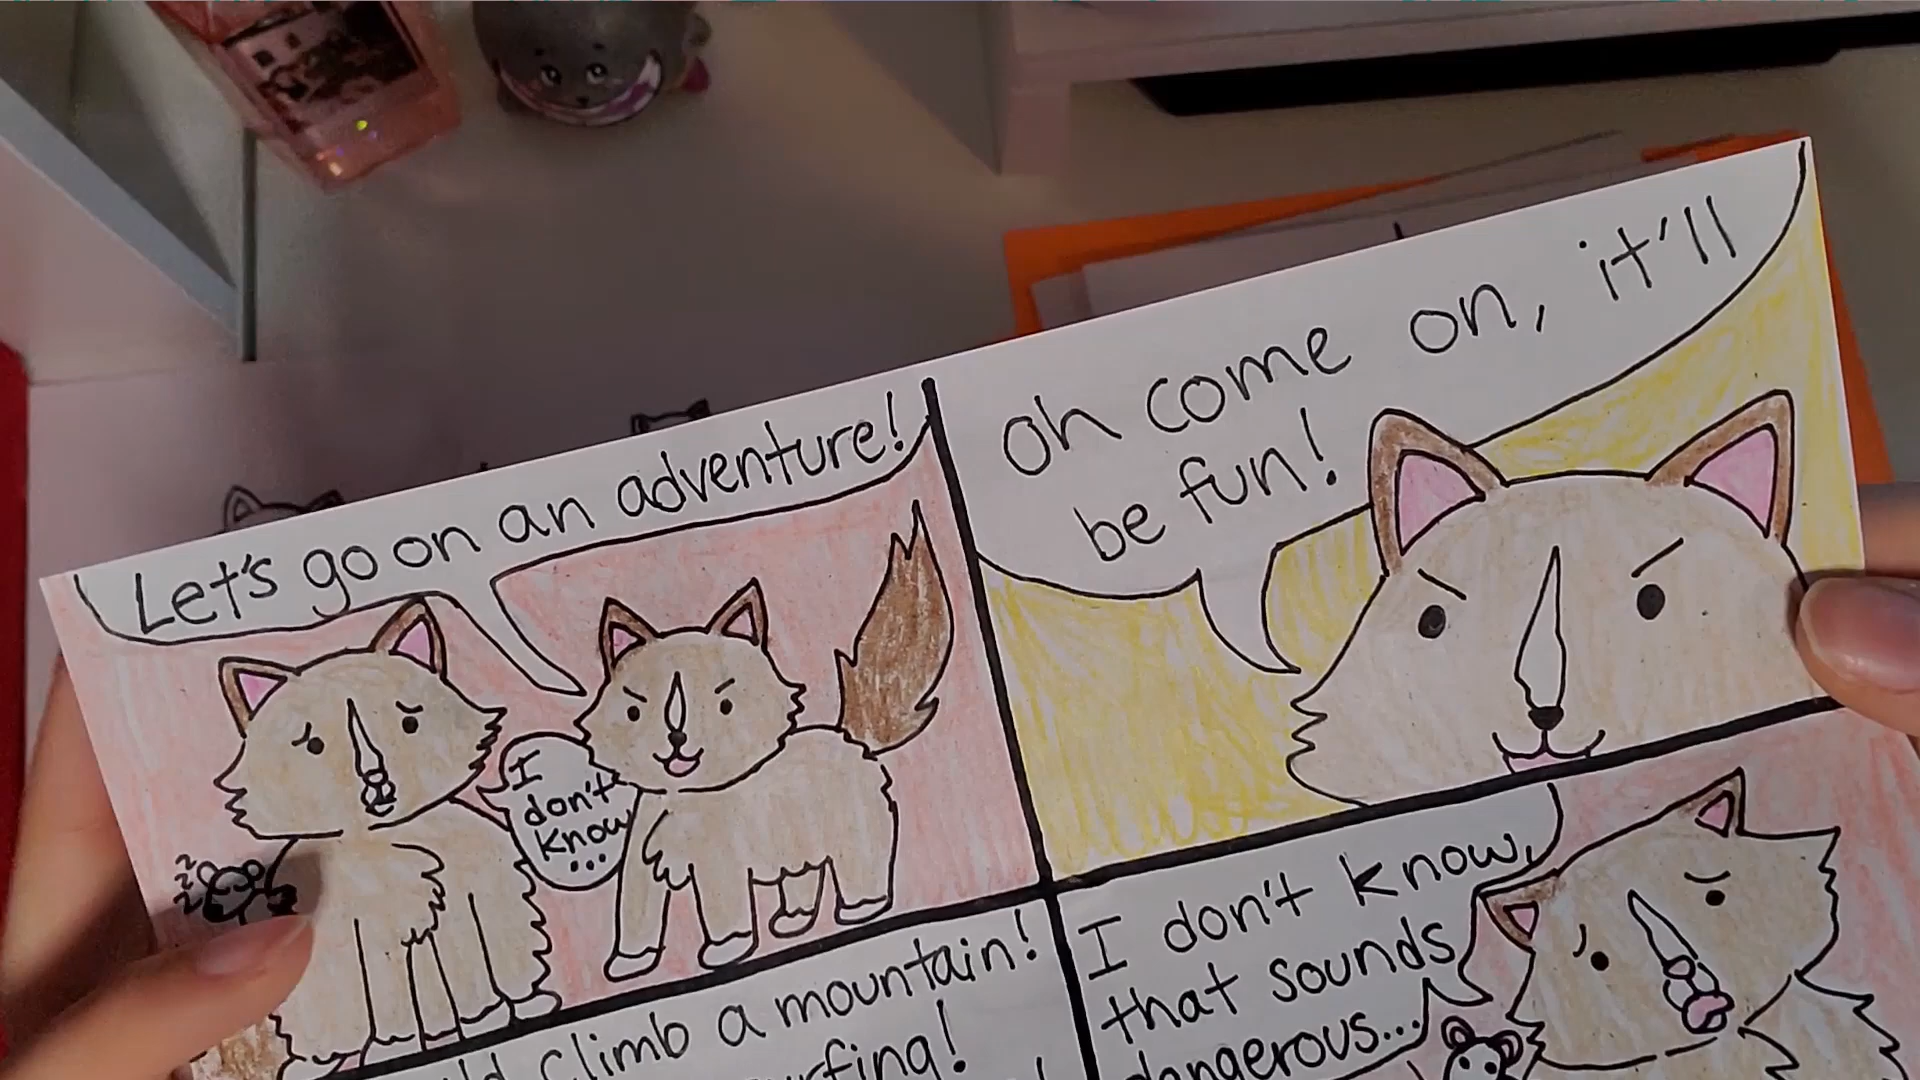 Let's go on an adventure!
I
don't
know
...
oh come on, it'll
be fun!
climb a mountain!
I don't know,
that sounds
dangerous...
z
z
z